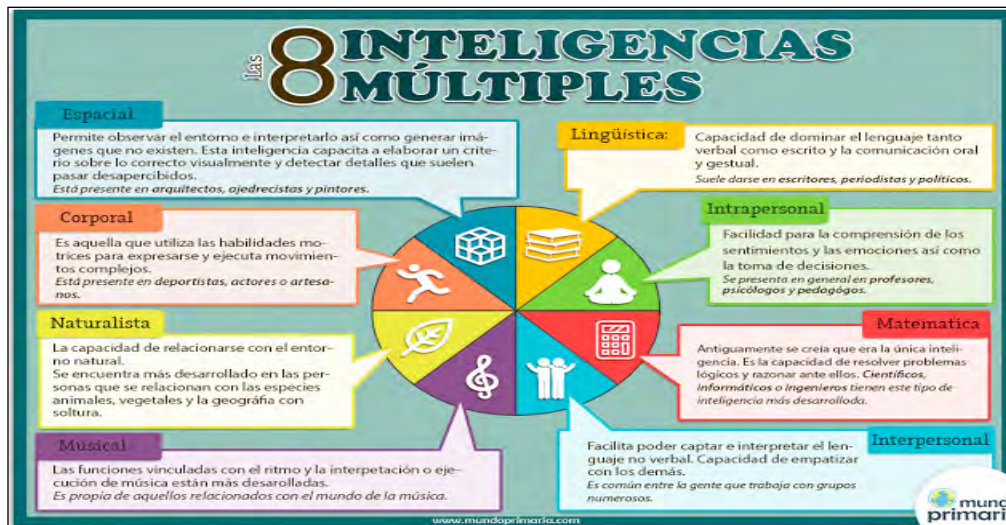 Las 8 INTELIGENCIAS
MÚLTIPLES
Espacial
Permite observar el entorno e interpretarlo así como generar imá-
genes que no existen. Esta inteligencia capacita a elaborar un crite-
rio sobre lo correcto visualmente y detectar detalles que suelen
pasar desapercibidos.
Está presente en arquitectos, ajedrecistas y pintores.
Lingüística:
Capacidad de dominar el lenguaje tanto
verbal como escrito y la comunicación oral
y gestual.
Suele darse en escritores, periodistas y políticos.
Corporal
Es aquella que utiliza las habilidades mo-
trices para expresarse y ejecuta movimien-
tos complejos.
Está presente en deportistas, actores o artesa-
nos.
Intrapersonal
Facilidad para la comprensión de los
sentimientos y las emociones así como
la toma de decisiones.
Se presenta en general en profesores,
psicólogos y pedagógos.
Naturalista
La capacidad de relacionarse con el entor-
no natural.
Se encuentra más desarrollado en las per-
sonas que se relacionan con las especies
animales, vegetales y la geográfia con
soltura.
Matematica
Antiguamente se creia que era la única inteli-
gencia. Es la capacidad de resolver problemas
lógicos y razonar ante ellos. Científicos,
informáticos o ingenieros tienen este tipo de
inteligencia más desarrollada.
Musical
Las funciones vinculadas con el ritmo y la interpetación o eje-
cución de música están más desarolladas.
Es propia de aquellos relacionados con el mundo de la música.
Interpersonal
Facilita poder captar e interpretar el len-
guaje no verbal. Capacidad de empatizar
con los demás.
Es común entre la gente que trabaja con grupos
numerosos.
www.mundoprimaria.com
mundo
primaria